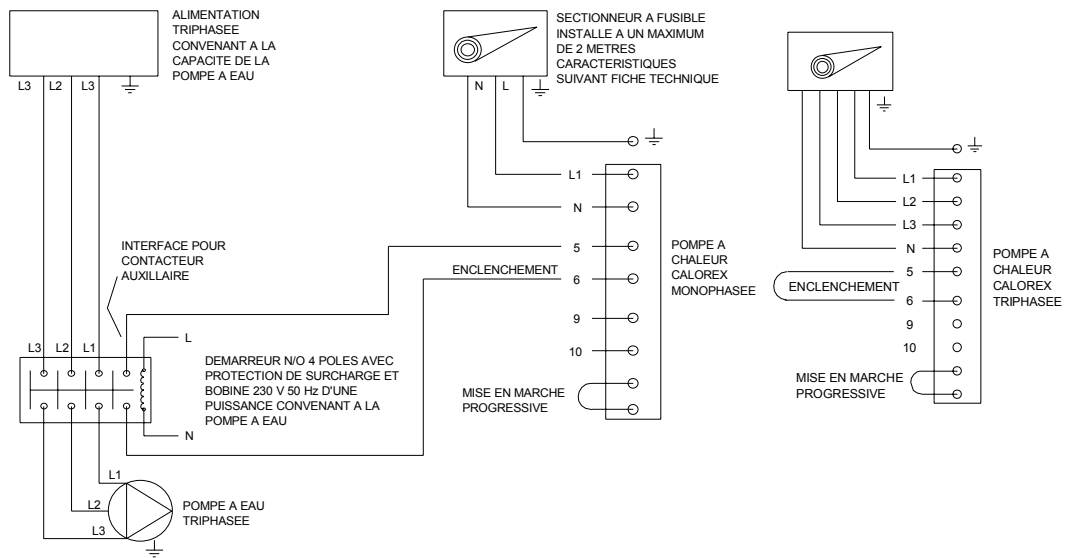 ALIMENTATION
TRIPHASEE
CONVENANT A LA
CAPACITE DE LA
POMPE A EAU
L3 L2 L3
SECTIONNEUR A FUSIBLE
INSTALLE A UN MAXIMUM
DE 2 METRES
CARACTERISTIQUES
SUIVANT FICHE TECHNIQUE
N L
L1
N
5
ENCLENCHEMENT
6
9
10
MISE EN MARCHE
PROGRESSIVE
POMPE A
CHALEUR
CALOREX
MONOPHASEE
L1
L2
L3
N
5
ENCLENCHEMENT
6
9
10
MISE EN MARCHE
PROGRESSIVE
POMPE A
CHALEUR
CALOREX
TRIPHASEE
INTERFACE POUR
CONTACTEUR
AUXILLAIRE
L3 L2 L1
L
DEMARREUR N/O 4 POLES AVEC
PROTECTION DE SURCHARGE ET
BOBINE 230 V 50 Hz D'UNE
PUISSANCE CONVENANT A LA
POMPE A EAU
N
L1
L2
L3
POMPE A EAU
TRIPHASEE